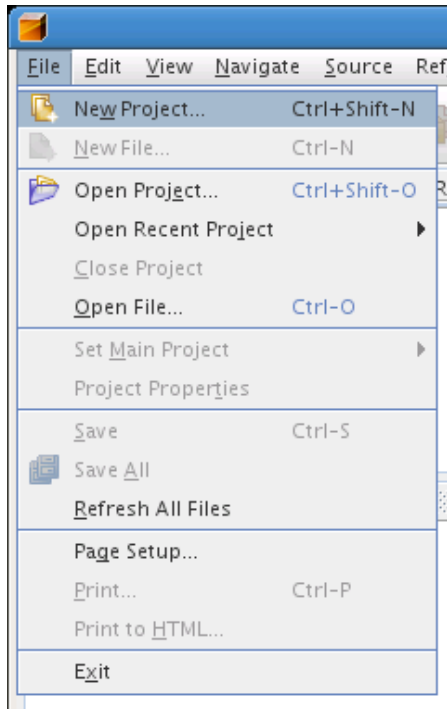 File Edit View Navigate Source Ref
New Project... Ctrl+Shift-N
New File... Ctrl-N
Open Project... Ctrl+Shift-O
Open Recent Project
Close Project
Open File... Ctrl-O
Set Main Project
Project Properties
Save Ctrl-S
Save All
Refresh All Files
Page Setup...
Print... Ctrl-P
Print to HTML...
Exit